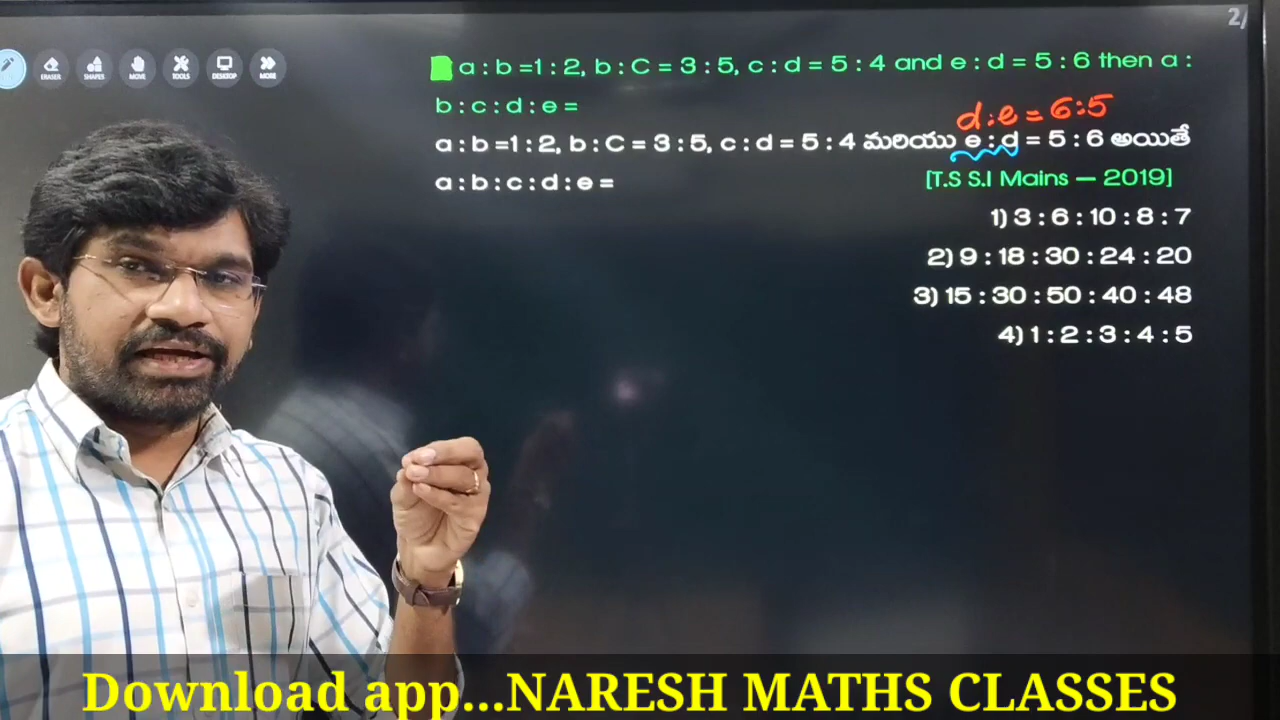 2/
ERASER SHAPES MOVE TOOLS DESKTOP MORE
a : b =1 : 2, b : C = 3 : 5, c : d = 5 : 4 and e : d = 5 : 6 then a :
b : c : d : e =
d:e = 6:5
a : b =1 : 2, b : C = 3 : 5, c : d = 5 : 4 మరియు e : d = 5 : 6 అయితే
a : b : c : d : e =
[T.S S.I Mains – 2019]
1) 3 : 6 : 10 : 8 : 7
2) 9 : 18 : 30 : 24 : 20
3) 15 : 30 : 50 : 40 : 48
4) 1 : 2 : 3 : 4 : 5
Download app...NARESH MATHS CLASSES